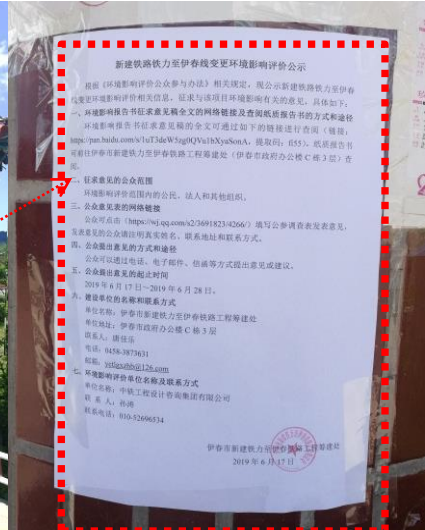 新建铁路铁力至伊春线变更环境影响评价公示
根据《环境影响评价公众参与办法》相关规定，现公示新建铁路铁力至伊春
线变更环境影响评价相关信息，征求与该项目环境影响有关的意见。具体如下：
一、环境影响报告书征求意见稿全文的网络链接及查阅纸质报告书的方式和途径
环境影响报告书征求意见稿的全文可通过如下的链接进行查阅（链接：
提取码：fi55）。纸质报告书
可前往伊春市新建铁力至伊春铁路工程筹建处（伊春市政府办公楼C栋3层）查
阅。
二、征求意见的公众范围
环境影响评价范围内的公民、法人和其他组织。
三、公众意见表的网络链接
公众可点击（https://wj.qq.com/s2/3691823/4266/）填写公参调查表发表意见，
发表意见的公众请注明真实姓名、联系地址和联系方式。
四、公众提出意见的方式和途径
公众可以通过电话、电子邮件、信函等方式提出意见或建议。
五、公众提出意见的起止时间
2019年6月17日～2019年6月28日。
六、建设单位的名称和联系方式
单位名称：伊春市新建铁力至伊春铁路工程筹建处
单位地址：伊春市政府办公楼C栋3层
联系人：
电话：0458-3873631
邮箱：
七、环境影响评价单位名称及联系方式
单位名称：中铁工程设计咨询集团有限公司
联系人：孙涛
联系电话：010-52696534
伊春市新建铁力至伊春铁路工程筹建处
2019年6月17日